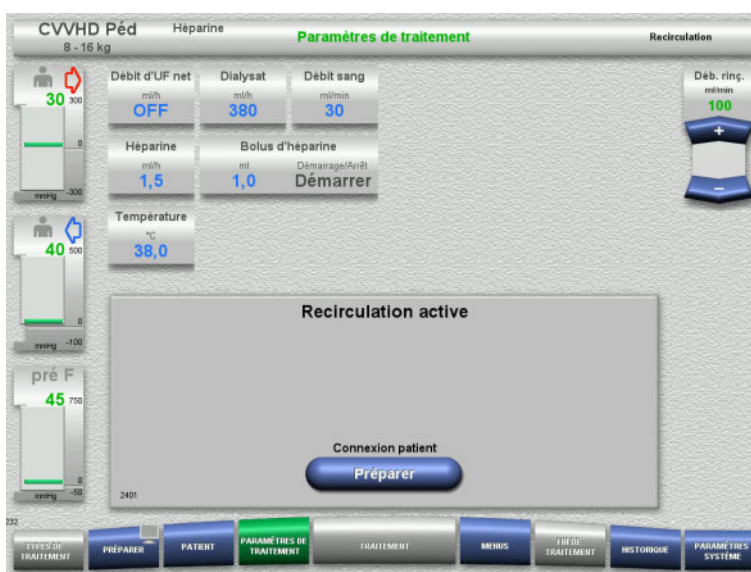 CVVHD Péd Héparine Paramètres de traitement Recirculation
8 - 16 kg
30 300
0
-300
mmHg
Débit d'UF net Dialysat Débit sang
ml/h ml/h ml/min
OFF 380 30
Déb. rinç.
ml/min
100
+
–
Héparine Bolus d'héparine
ml/h ml Démarrage/Arrêt
1,5 1,0 Démarrer
Température
°C
38,0
40 500
0
-100
mmHg
pré F
45 750
0
-50
mmHg
Recirculation active
Connexion patient
Préparer
2401
232
TYPES DE TRAITEMENT
PRÉPARER
PATIENT
PARAMÈTRES DE TRAITEMENT
TRAITEMENT
MENUS
FIN DE TRAITEMENT
HISTORIQUE
PARAMÈTRES SYSTÈME